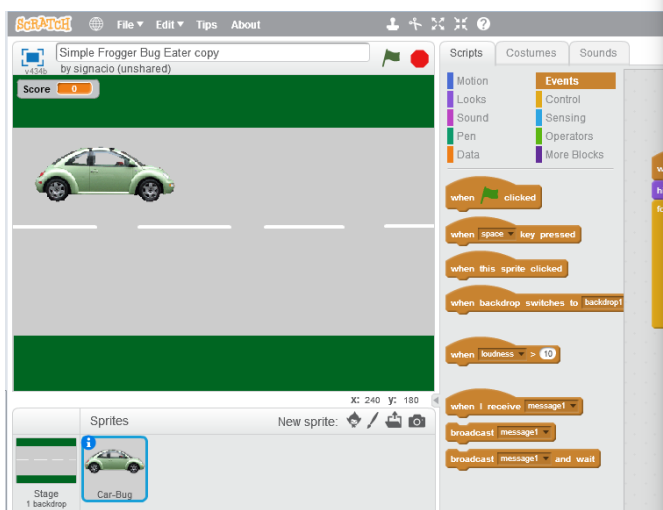 SCRATCH File Edit Tips About
Simple Frogger Bug Eater copy
v434b by signacio (unshared)
Score 0
x: 240 y: 180
Sprites New sprite:
Stage
1 backdrop
Car-Bug
Scripts Costumes Sounds
Motion Events
Looks Control
Sound Sensing
Pen Operators
Data More Blocks
when clicked
when space key pressed
when this sprite clicked
when backdrop switches to backdrop1
when loudness > 10
when I receive message1
broadcast message1
broadcast message1 and wait